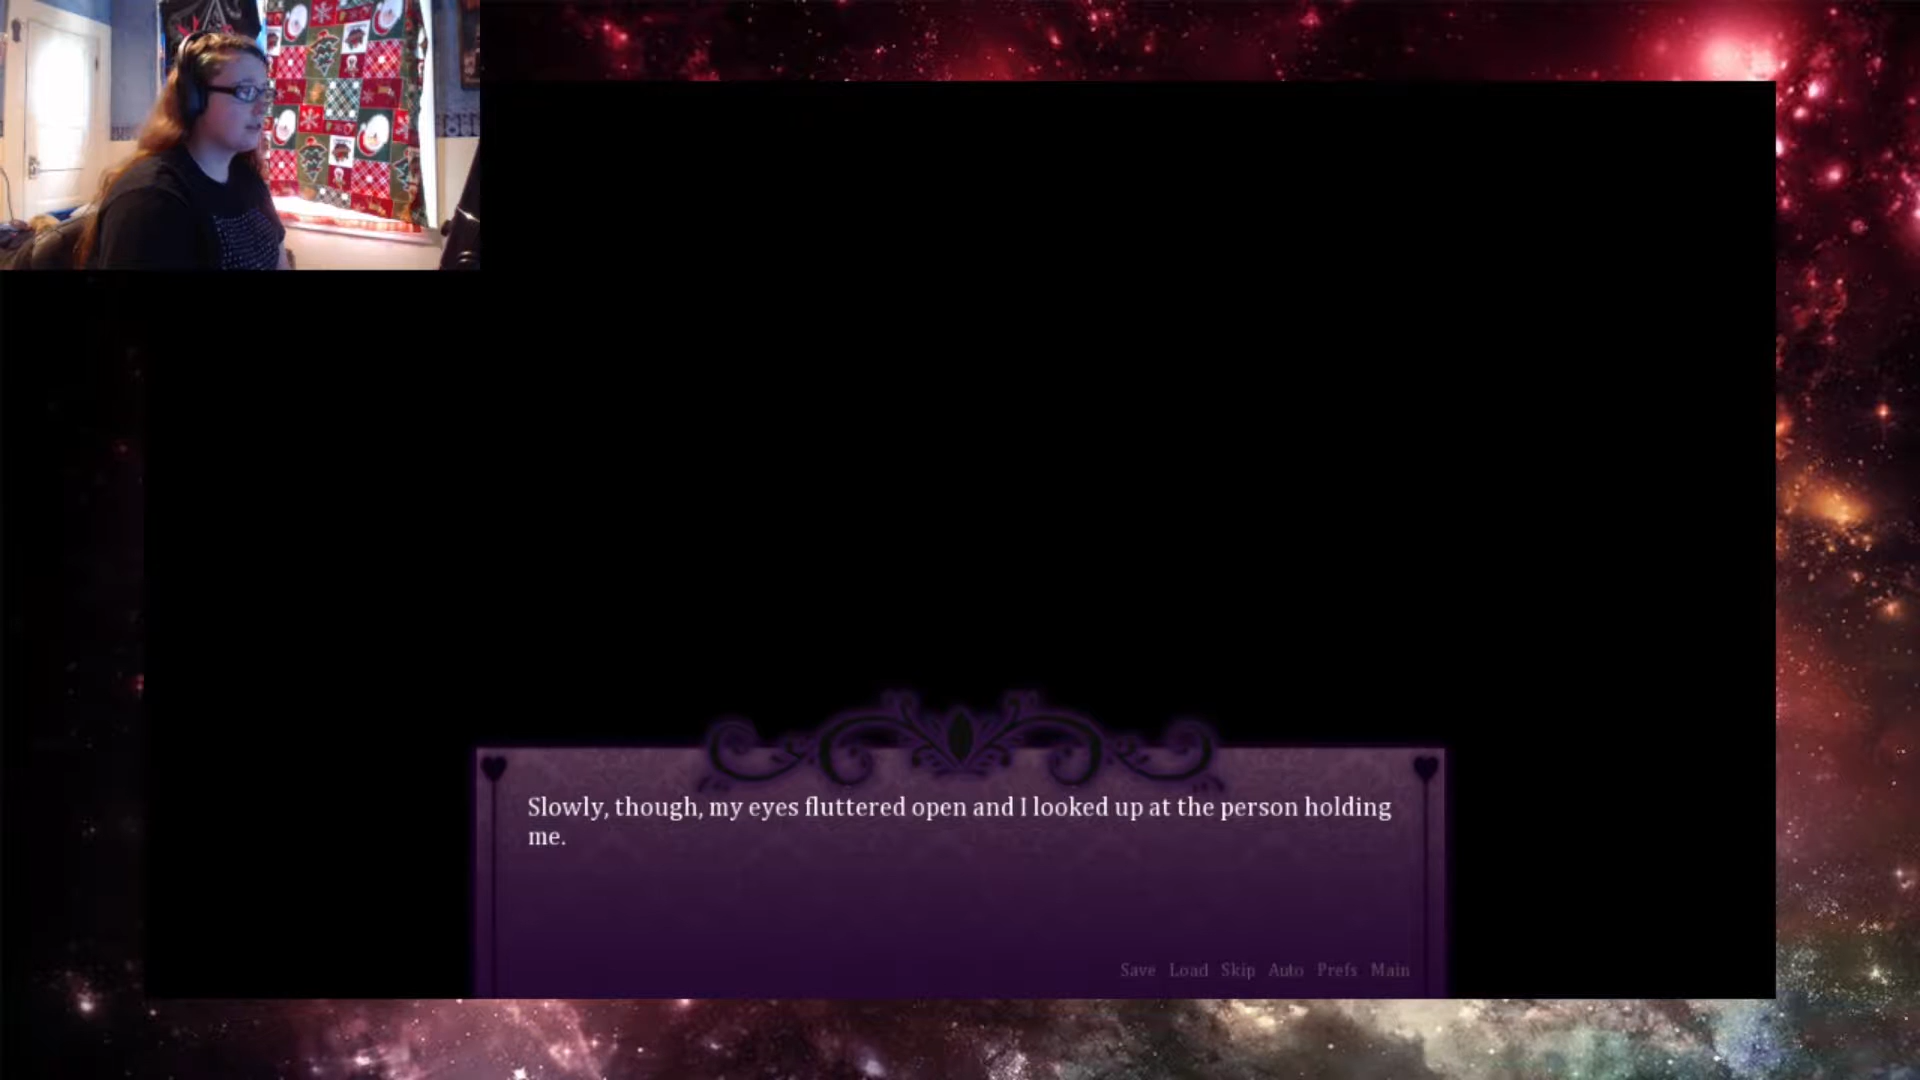 Slowly, though, my eyes fluttered open and I looked up at the person holding
me.
Save Load Skip Auto Prefs Main